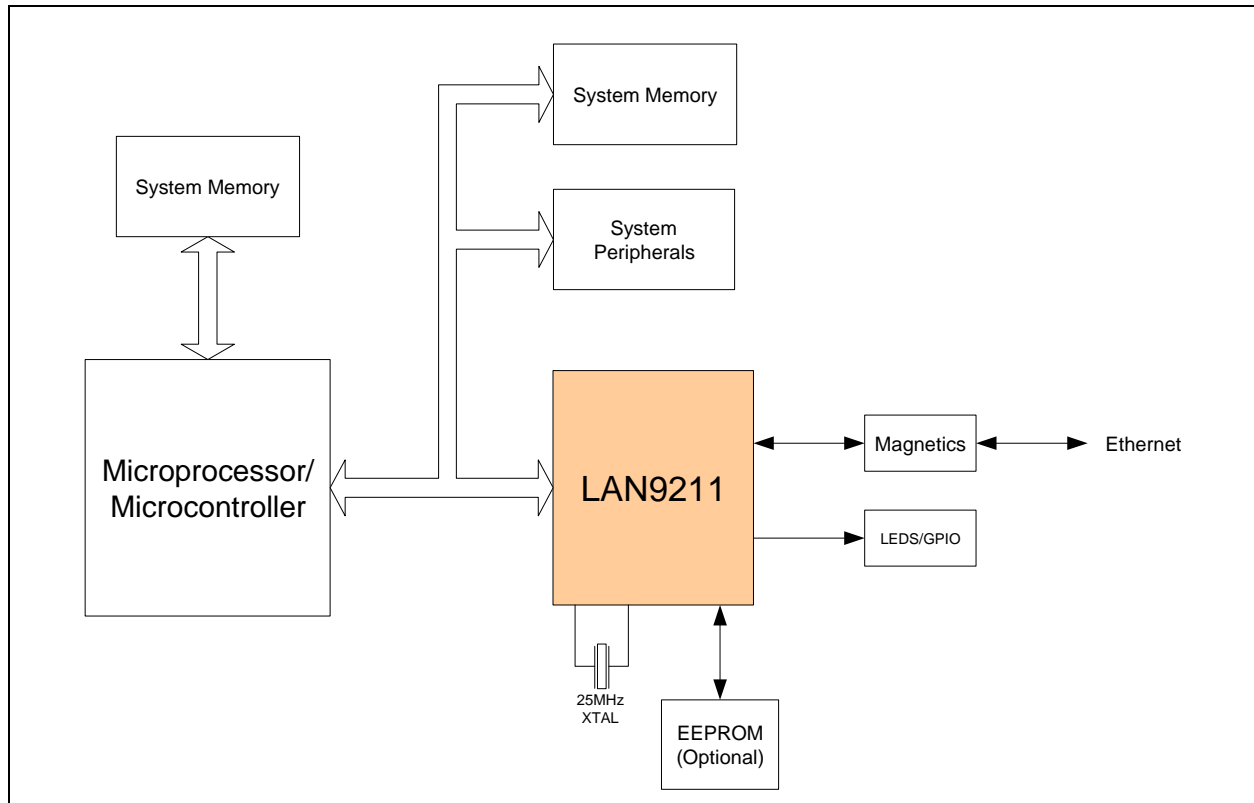 System Memory
System Memory
System
Peripherals
Microprocessor/
Microcontroller
LAN9211
Magnetics
Ethernet
LEDS/GPIO
25MHz
XTAL
EEPROM
(Optional)